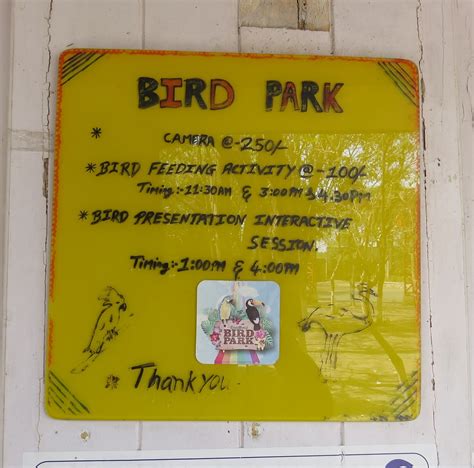 BIRD PARK
* CAMERA @-250/-
* BIRD FEEDING ACTIVITY @-100/-
Timing:-11:30AM & 3:00PM & 4:30PM
* BIRD PRESENTATION INTERACTIVE
SESSION.
Timing:-1:00PM & 4:00PM
BIRD
PARK
Thank you.